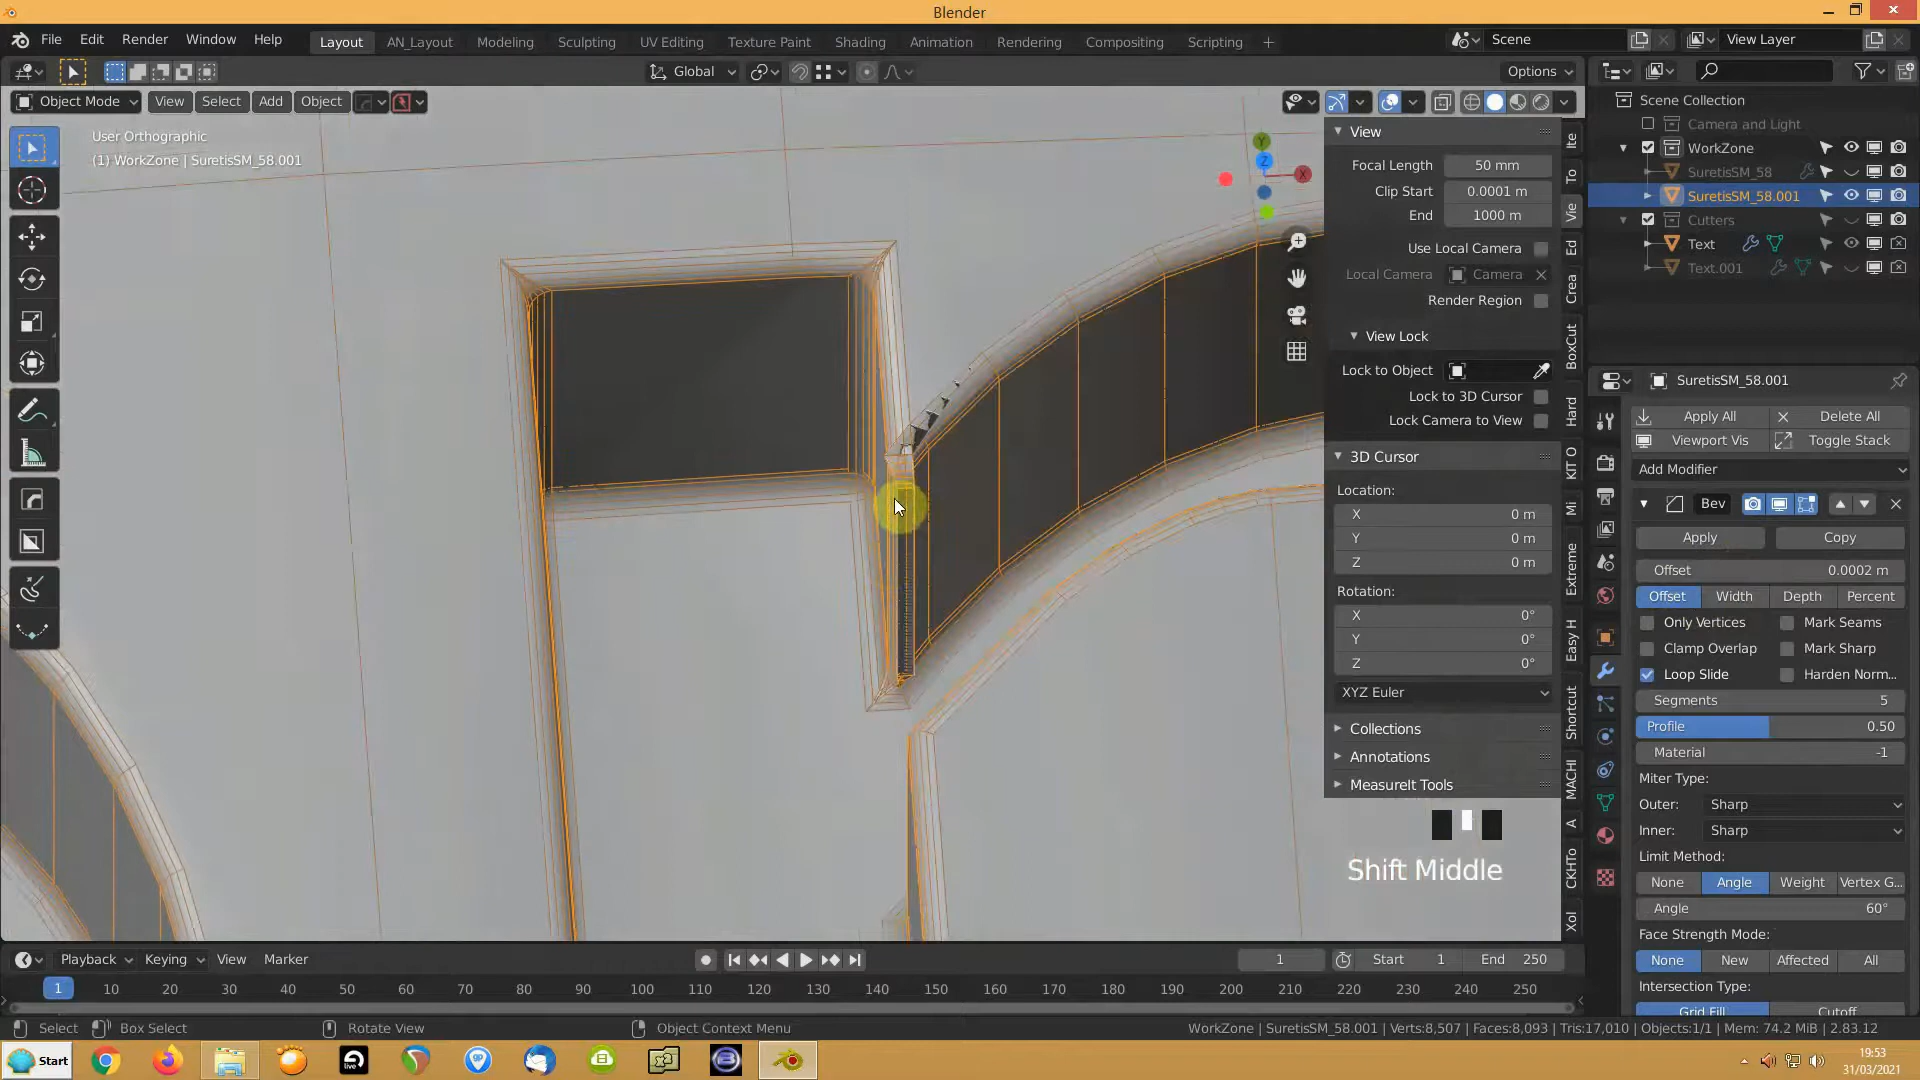 Blender
File Edit Render Window Help
Layout AN_Layout Modeling Sculpting UV Editing Texture Paint Shading Animation Rendering Compositing Scripting +
Scene
View Layer
Global
Options
Object Mode View Select Add Object
User Orthographic
(1) WorkZone | SuretisSM_58.001
Y
Z
X
View
Focal Length 50 mm
Clip Start 0.0001 m
End 1000 m
Use Local Camera
Local Camera Camera
Render Region
View Lock
Lock to Object
Lock to 3D Cursor
Lock Camera to View
3D Cursor
Location:
X 0 m
Y 0 m
Z 0 m
Rotation:
X 0°
Y 0°
Z 0°
XYZ Euler
Collections
Annotations
MeasureIt Tools
Shift Middle
Ite
To
Vie
Ed
Crea
BoxCut
Hard
KIT O
Mi
Extreme
Easy H
Shortcut
MACHI
A
CKHTo
Xol
Scene Collection
Camera and Light
WorkZone
SuretisSM_58
SuretisSM_58.001
Cutters
Text
Text.001
SuretisSM_58.001
Apply All Delete All
Viewport Vis Toggle Stack
Add Modifier
Bev
Apply Copy
Offset 0.0002 m
Offset Width Depth Percent
Only Vertices Mark Seams
Clamp Overlap Mark Sharp
Loop Slide Harden Norm...
Segments 5
Profile 0.50
Material -1
Miter Type:
Outer: Sharp
Inner: Sharp
Limit Method:
None Angle Weight Vertex G...
Angle 60°
Face Strength Mode:
None New Affected All
Intersection Type:
Grid Fill Cutoff
Playback Keying View Marker
1 Start 1 End 250
1 10 20 30 40 50 60 70 80 90 100 110 120 130 140 150 160 170 180 190 200 210 220 230 240 250
Select Box Select Rotate View Object Context Menu
WorkZone | SuretisSM_58.001 | Verts:8,507 | Faces:8,093 | Tris:17,010 | Objects:1/1 | Mem: 74.2 MiB | 2.83.12
Start
live
19:53
31/03/2021